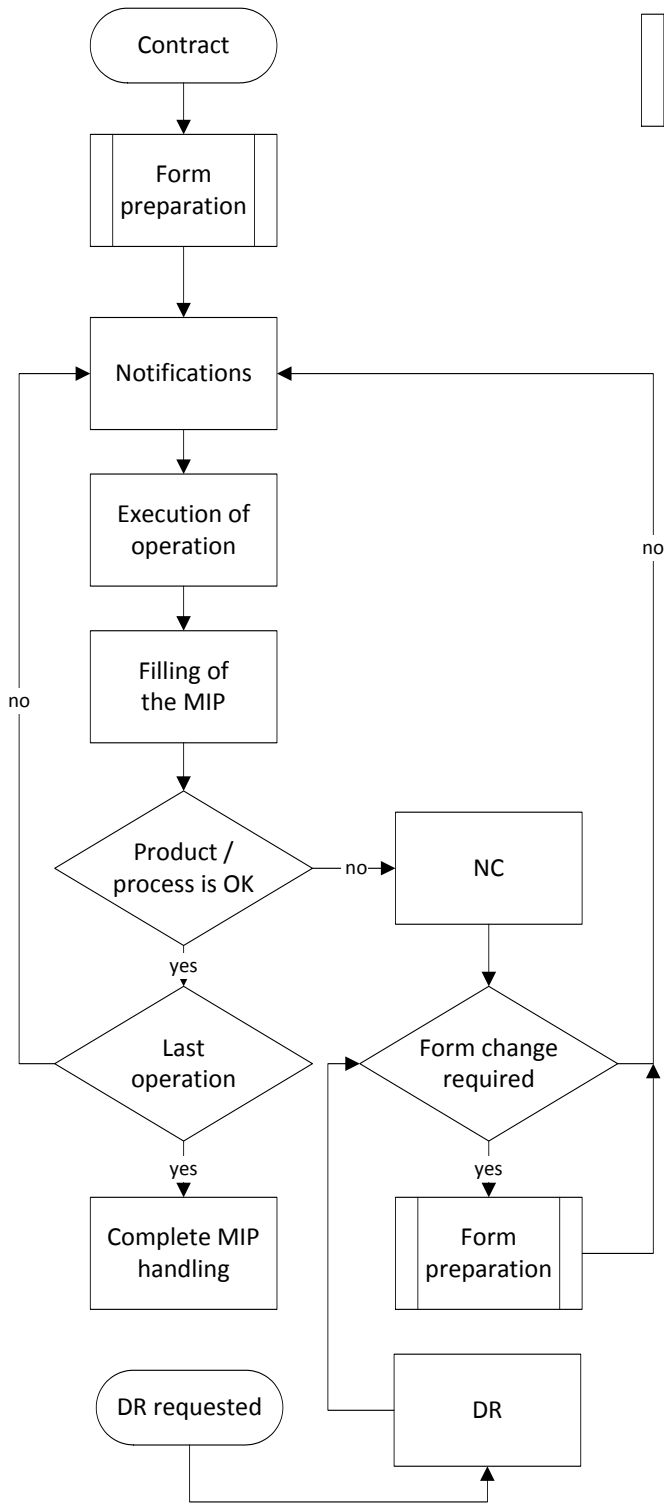 Contract
Form
preparation
Notifications
Execution of
operation
no
Filling of
the MIP
no
Product /
process is OK
no
NC
yes
Last
operation
Form change
required
yes
yes
Complete MIP
handling
Form
preparation
DR requested
DR